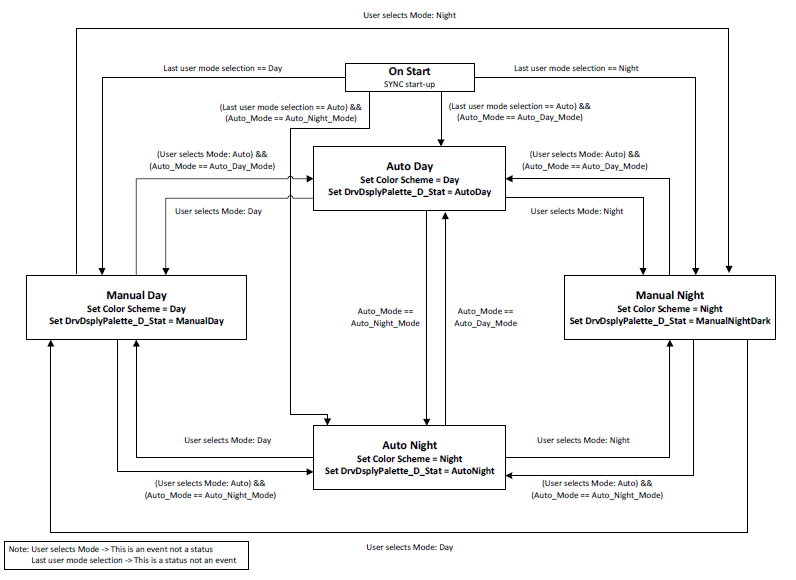 User selects Mode: Night
Last user mode selection == Day
On Start
SYNC start-up
Last user mode selection == Night
(Last user mode selection == Auto) &&
(Auto_Mode == Auto_Night_Mode)
(Last user mode selection == Auto) &&
(Auto_Mode == Auto_Day_Mode)
(User selects Mode: Auto) &&
(Auto_Mode == Auto_Day_Mode)
Auto Day
Set Color Scheme = Day
Set DrvDsplyPalette_D_Stat = AutoDay
(User selects Mode: Auto) &&
(Auto_Mode == Auto_Day_Mode)
User selects Mode: Day
User selects Mode: Night
Manual Day
Set Color Scheme = Day
Set DrvDsplyPalette_D_Stat = ManualDay
Auto_Mode ==
Auto_Night_Mode
Auto_Mode ==
Auto_Day_Mode
Manual Night
Set Color Scheme = Night
Set DrvDsplyPalette_D_Stat = ManualNightDark
User selects Mode: Day
Auto Night
Set Color Scheme = Night
Set DrvDsplyPalette_D_Stat = AutoNight
User selects Mode: Night
(User selects Mode: Auto) &&
(Auto_Mode == Auto_Night_Mode)
(User selects Mode: Auto) &&
(Auto_Mode == Auto_Night_Mode)
User selects Mode: Day
Note: User selects Mode -> This is an event not a status
Last user mode selection -> This is a status not an event